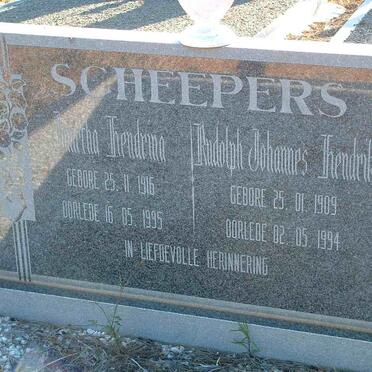 SCHEEPERS
Hendrina
GEBORE 25. 11. 1916
OORLEDE 16. 05. 1995
Rudolph Johannes Hendrik
GEBORE 25. 01. 1909
OORLEDE 02. 05. 1994
IN LIEFDEVOLLE HERINNERING